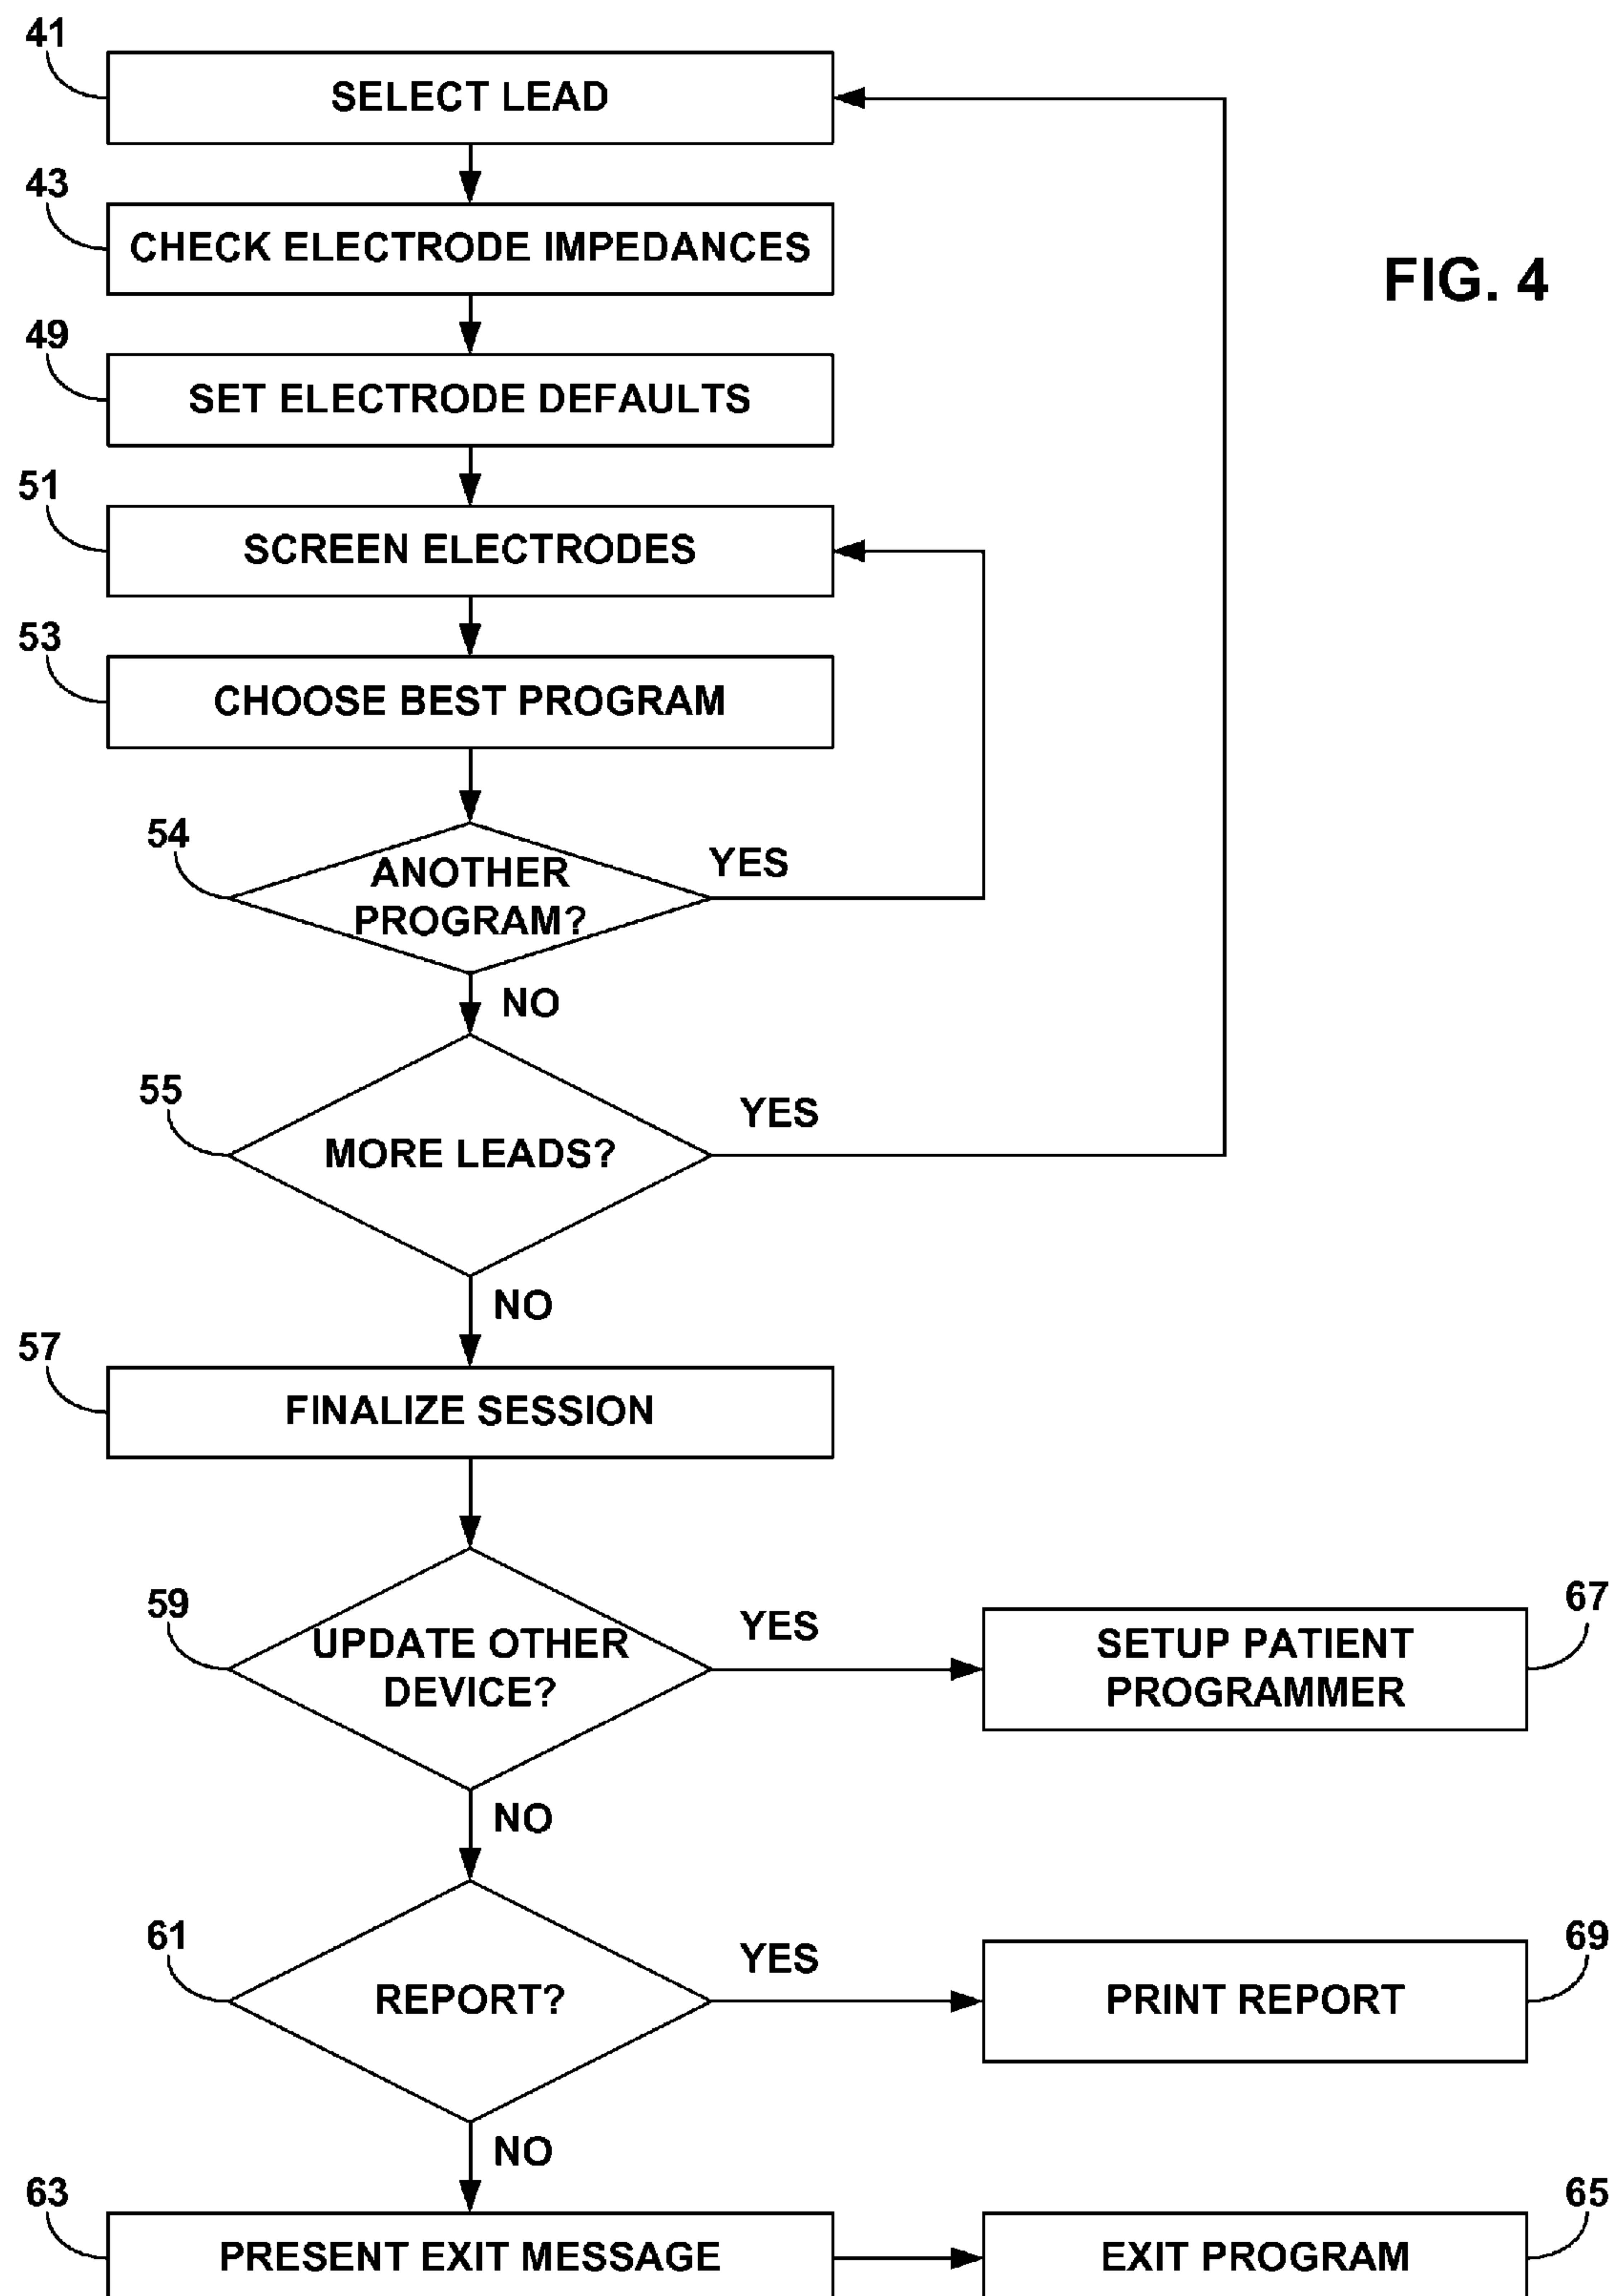 41
SELECT LEAD
43
CHECK ELECTRODE IMPEDANCES
FIG. 4
49
SET ELECTRODE DEFAULTS
51
SCREEN ELECTRODES
53
CHOOSE BEST PROGRAM
54
ANOTHER
PROGRAM?
YES
NO
55
MORE LEADS?
YES
NO
57
FINALIZE SESSION
59
UPDATE OTHER
DEVICE?
YES
SETUP PATIENT
PROGRAMMER
67
NO
61
REPORT?
YES
PRINT REPORT
69
NO
63
PRESENT EXIT MESSAGE
EXIT PROGRAM
65